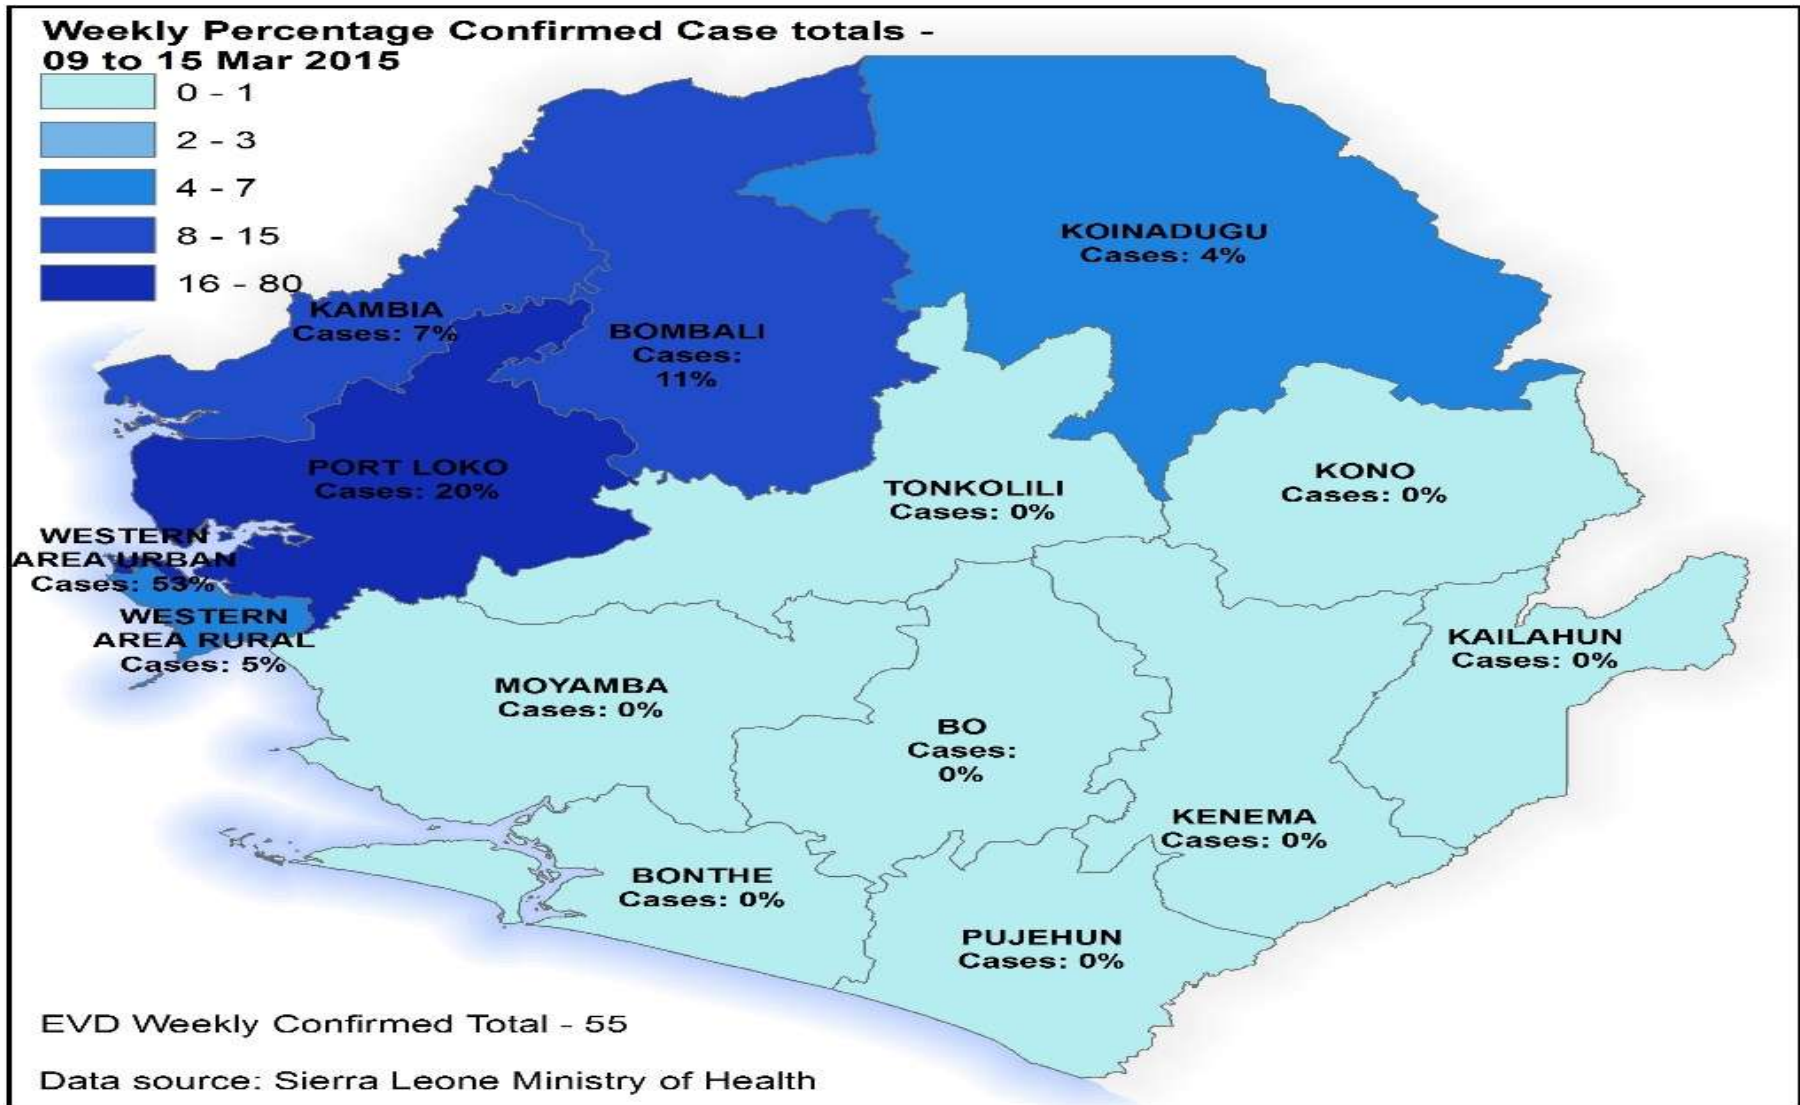 Weekly Percentage Confirmed Case totals -
09 to 15 Mar 2015
0 - 1
2 - 3
4 - 7
8 - 15
16 - 80
KOINADUGU
Cases: 4%
KAMBIA
Cases: 7%
BOMBALI
Cases:
11%
PORT LOKO
Cases: 20%
TONKOLILI
Cases: 0%
KONO
Cases: 0%
WESTERN
AREA URBAN
Cases: 53%
WESTERN
AREA RURAL
Cases: 5%
KAILAHUN
Cases: 0%
MOYAMBA
Cases: 0%
BO
Cases:
0%
KENEMA
Cases: 0%
BONTHE
Cases: 0%
PUJEHUN
Cases: 0%
EVD Weekly Confirmed Total - 55
Data source: Sierra Leone Ministry of Health